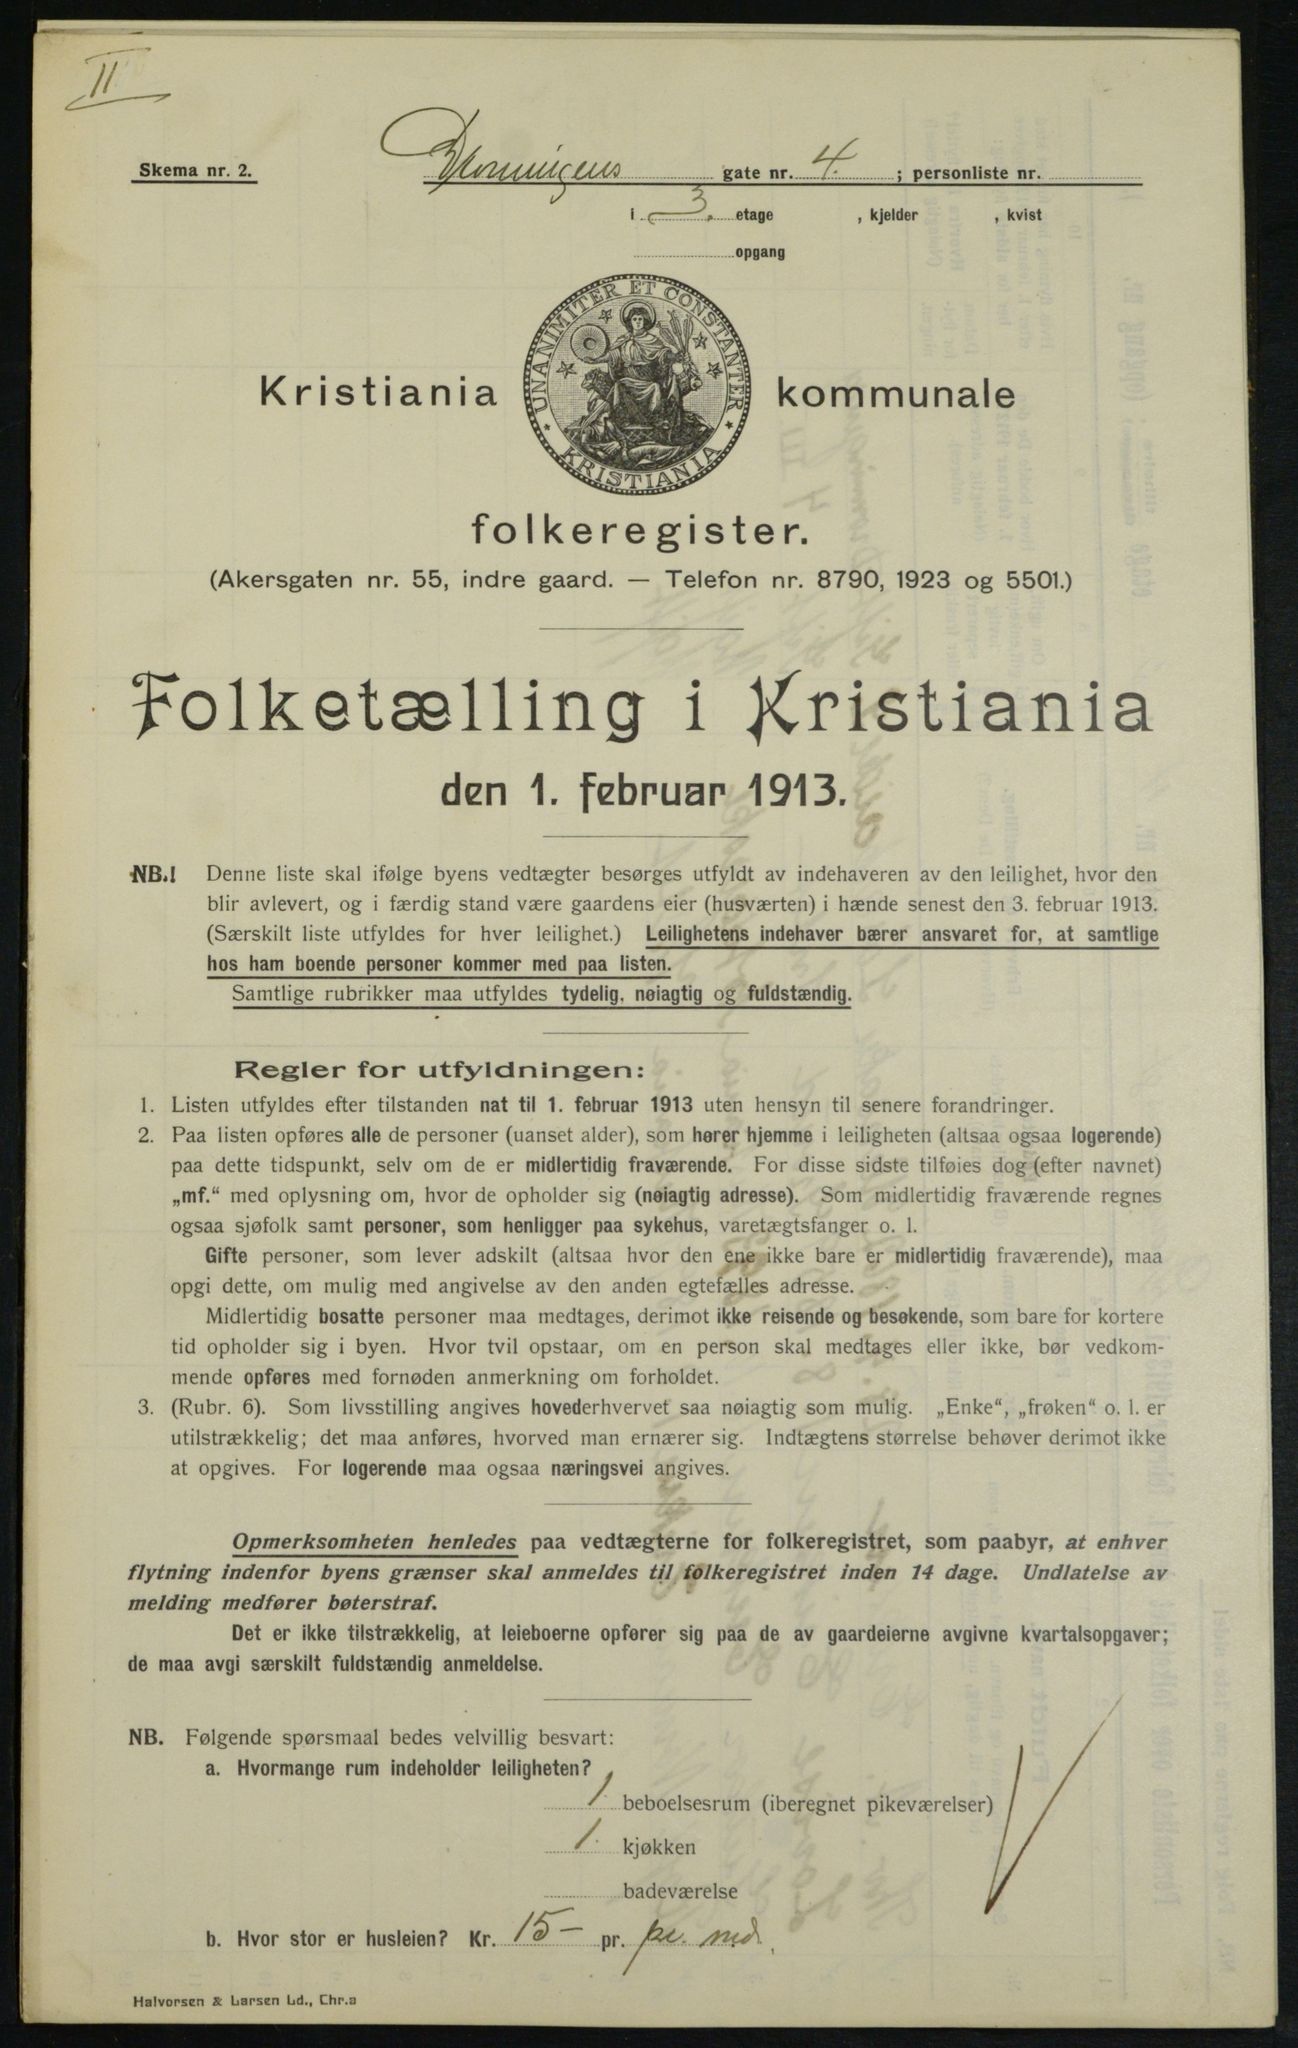 II
Skema nr. 2.
Dronningens gate nr. 4. ; personliste nr.
i 3. etage , kjelder , kvist
opgang
UNANIMITER ET CONSTANTER
KRISTIANIA
Kristiania kommunale
folkeregister.
(Akersgaten nr. 55, indre gaard. — Telefon nr. 8790, 1923 og 5501.)
Folketælling i Kristiania
den 1. februar 1913.
NB.! Denne liste skal ifølge byens vedtægter besørges utfyldt av indehaveren av den leilighet, hvor den
blir avlevert, og i færdig stand være gaardens eier (husværten) i hænde senest den 3. februar 1913.
(Særskilt liste utfyldes for hver leilighet.) Leilighetens indehaver bærer ansvaret for, at samtlige
hos ham boende personer kommer med paa listen.
Samtlige rubrikker maa utfyldes tydelig, nøiagtig og fuldstændig.
Regler for utfyldningen:
1. Listen utfyldes efter tilstanden nat til 1. februar 1913 uten hensyn til senere forandringer.
2. Paa listen opføres alle de personer (uanset alder), som hører hjemme i leiligheten (altsaa ogsaa logerende)
paa dette tidspunkt, selv om de er midlertidig fraværende. For disse sidste tilføies dog (efter navnet)
„mf.“ med oplysning om, hvor de opholder sig (nøiagtig adresse). Som midlertidig fraværende regnes
ogsaa sjøfolk samt personer, som henligger paa sykehus, varetægtsfanger o. l.
Gifte personer, som lever adskilt (altsaa hvor den ene ikke bare er midlertidig fraværende), maa
opgi dette, om mulig med angivelse av den anden egtefælles adresse.
Midlertidig bosatte personer maa medtages, derimot ikke reisende og besøkende, som bare for kortere
tid opholder sig i byen. Hvor tvil opstaar, om en person skal medtages eller ikke, bør vedkom-
mende opføres med fornøden anmerkning om forholdet.
3. (Rubr. 6). Som livsstilling angives hovederhvervet saa nøiagtig som mulig. „Enke“, „frøken“ o. l. er
utilstrækkelig; det maa anføres, hvorved man ernærer sig. Indtægtens størrelse behøver derimot ikke
at opgives. For logerende maa ogsaa næringsvei angives.
Opmerksomheten henledes paa vedtægterne for folkeregistret, som paabyr, at enhver
flytning indenfor byens grænser skal anmeldes til folkeregistret inden 14 dage. Undlatelse av
melding medfører bøterstraf.
Det er ikke tilstrækkelig, at leieboerne opfører sig paa de av gaardeierne avgivne kvartalsopgaver;
de maa avgi særskilt fuldstændig anmeldelse.
NB. Følgende spørsmaal bedes velvillig besvart:
a. Hvormange rum indeholder leiligheten?
1. beboelsesrum (iberegnet pikeværelser)
1. kjøkken
badeværelse
b. Hvor stor er husleien? Kr. 15 — pr. pr. md.
Halvorsen & Larsen Ld., Chr.a